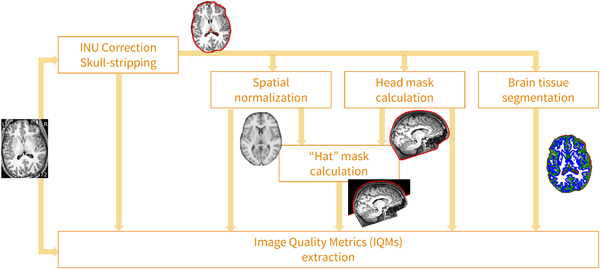 INU Correction
Skull-stripping
Spatial
normalization
Head mask
calculation
Brain tissue
segmentation
“Hat” mask
calculation
Image Quality Metrics (IQMs)
extraction
R